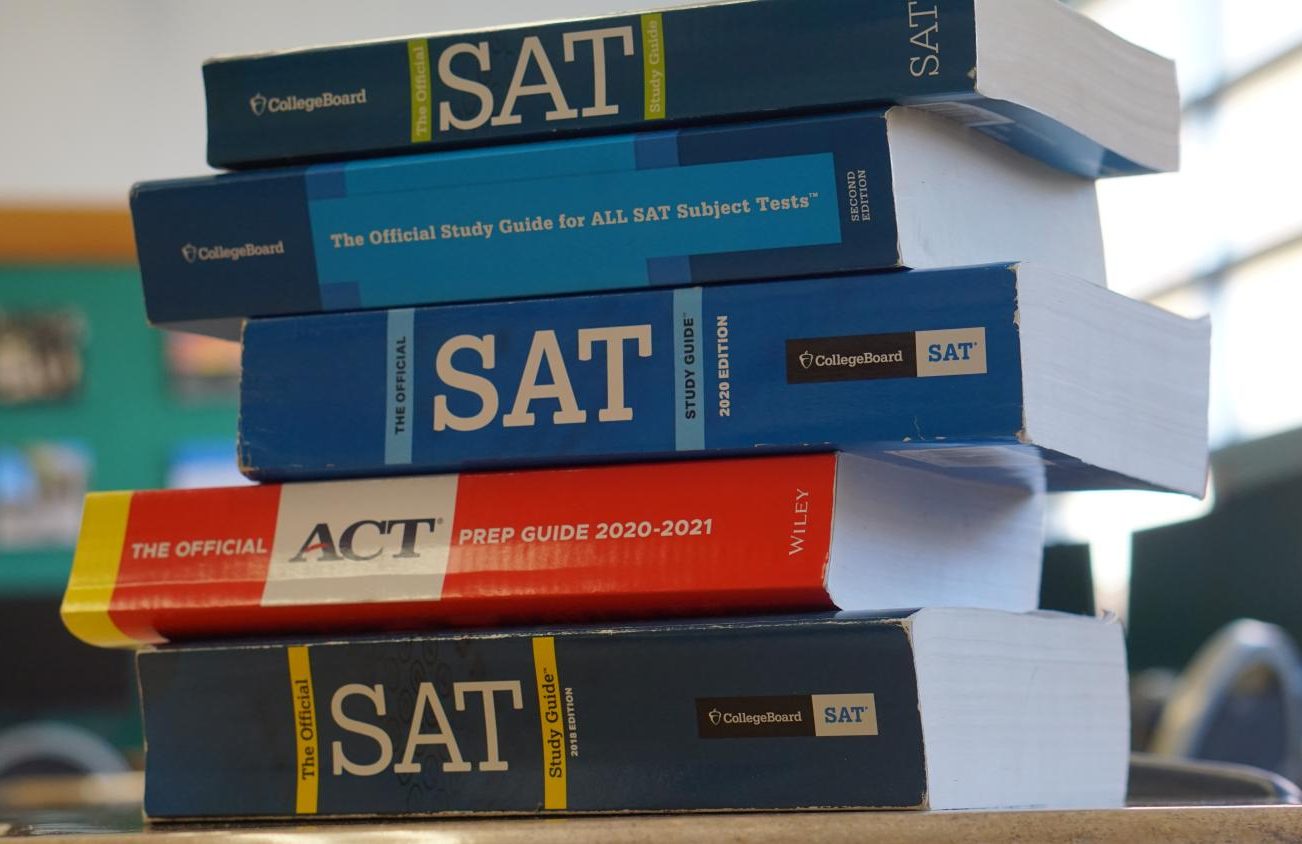 CollegeBoard
The Official
SAT
Study Guide
SAT
CollegeBoard
The Official Study Guide for ALL SAT Subject Tests™
SECOND
EDITION
THE OFFICIAL
SAT
STUDY GUIDE™
2020 EDITION
CollegeBoard
SAT®
THE OFFICIAL
ACT®
PREP GUIDE 2020-2021
WILEY
The Official
SAT
Study Guide™
2018 EDITION
CollegeBoard
SAT®